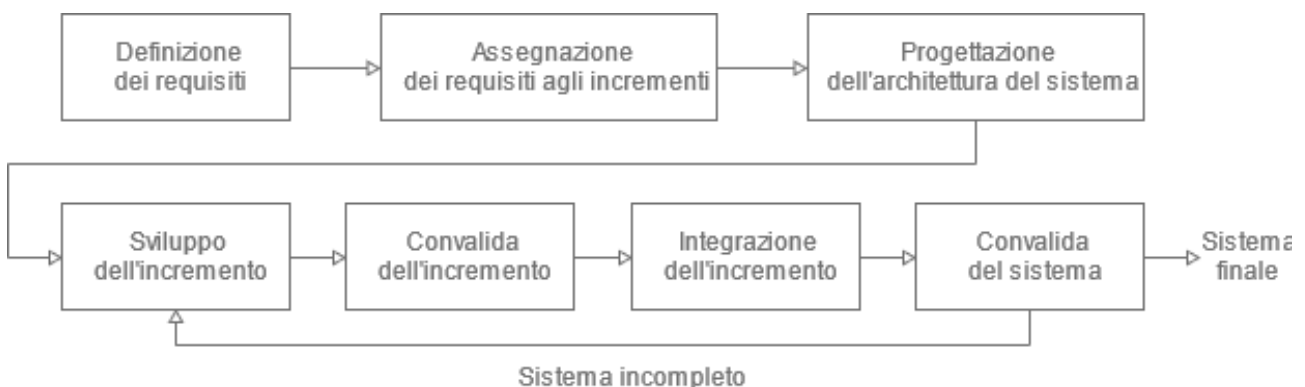 Definizione
dei requisiti
Assegnazione
dei requisiti agli incrementi
Progettazione
dell'architettura del sistema
Sviluppo
dell'incremento
Convalida
dell'incremento
Integrazione
dell'incremento
Convalida
del sistema
Sistema
finale
Sistema incompleto